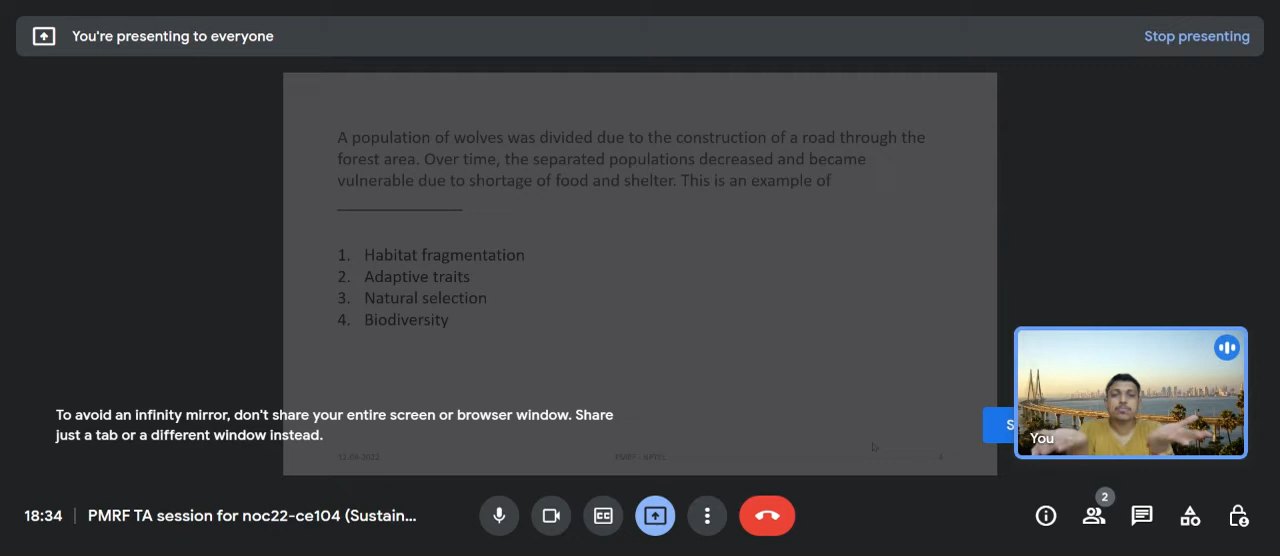 You're presenting to everyone
Stop presenting
A population of wolves was divided due to the construction of a road through the
forest area. Over time, the separated populations decreased and became
vulnerable due to shortage of food and shelter. This is an example of
1. Habitat fragmentation
2. Adaptive traits
3. Natural selection
4. Biodiversity
To avoid an infinity mirror, don't share your entire screen or browser window. Share
just a tab or a different window instead.
S
You
PMRF - NPTEL
2
18:34 | PMRF TA session for noc22-ce104 (Sustain...